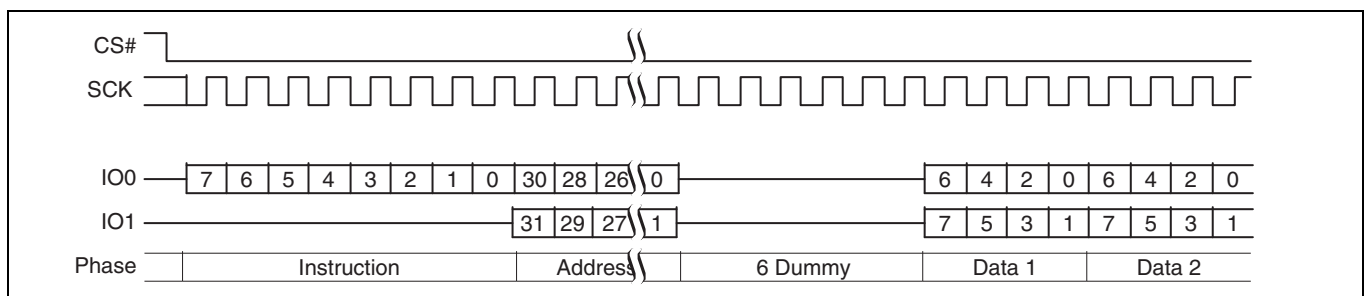 CS#
SCK
IO0 7 6 5 4 3 2 1 0 30 28 26 0 6 4 2 0 6 4 2 0
IO1 31 29 27 1 7 5 3 1 7 5 3 1
Phase Instruction Address 6 Dummy Data 1 Data 2